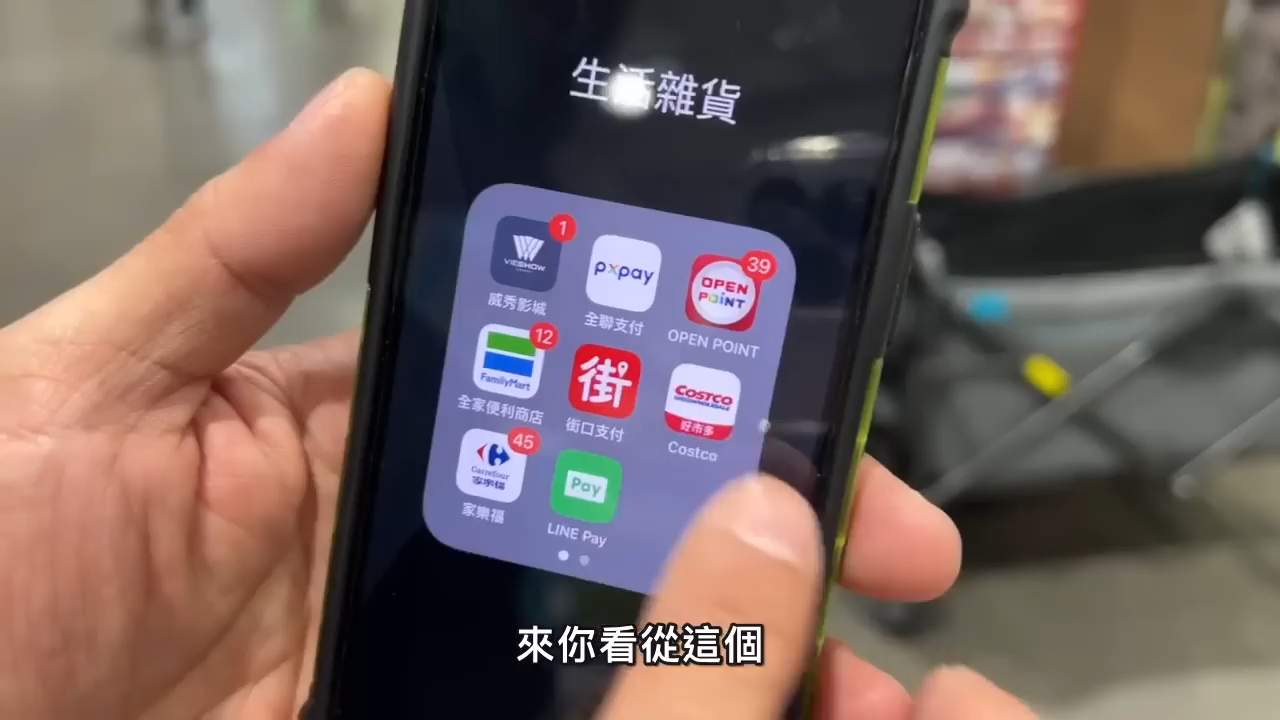 生活雜貨
1
VIESHOW
威秀影城
pxpay
全聯支付
39
OPEN
POINT
OPEN POINT
12
FamilyMart
全家便利商店
街
街口支付
COSTCO
WHOLESALE
好市多
Costco
45
Carrefour
家樂福
家樂福
Pay
LINE Pay
來你看從這個